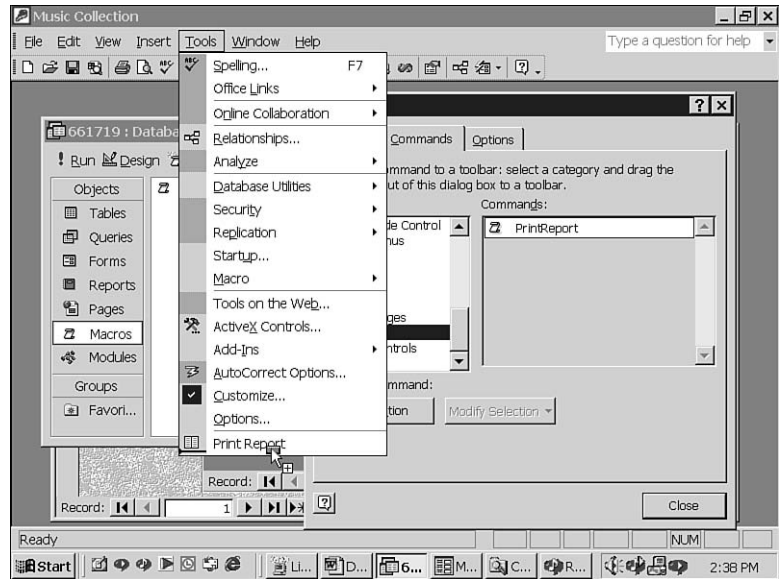 Music Collection
File Edit View Insert Tools Window Help Type a question for help
Spelling... F7
Office Links
Online Collaboration
Relationships...
Analyze
Database Utilities
Security
Replication
Startup...
Macro
Tools on the Web...
ActiveX Controls...
Add-Ins
AutoCorrect Options...
Customize...
Options...
Print Report
661719 : Databa
Run Design
Objects
Tables
Queries
Forms
Reports
Pages
Macros
Modules
Groups
Favori...
Commands Options
ommand to a toolbar: select a category and drag the
ut of this dialog box to a toolbar.
Commands:
de Control
nus
ges
ntrols
PrintReport
mmand:
tion Modify Selection
Close
Record:
Record: 1
Ready NUM
Start Li... D... 6... M... C... R... 2:38 PM